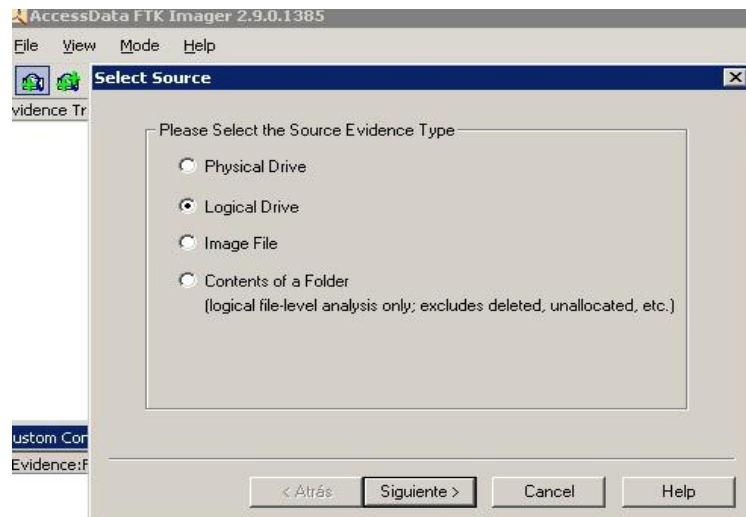 AccessData FTK Imager 2.9.0.1385
File View Mode Help
Select Source
vidence Tr
Please Select the Source Evidence Type
Physical Drive
Logical Drive
Image File
Contents of a Folder
(logical file-level analysis only; excludes deleted, unallocated, etc.)
ustom Con
Evidence:F
< Atrás Siguiente > Cancel Help